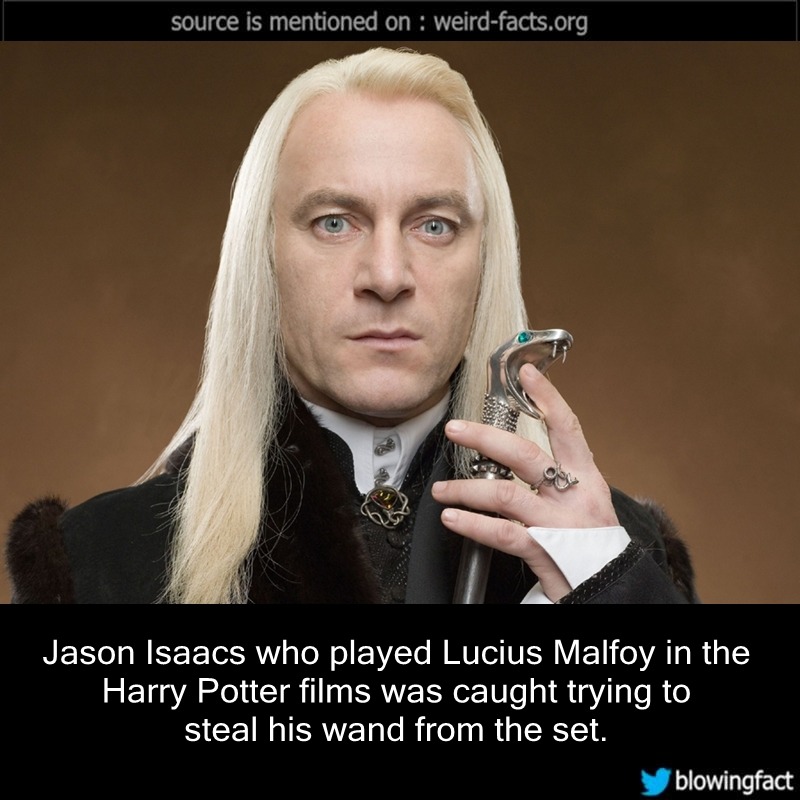 source is mentioned on : weird-facts.org
Jason Isaacs who played Lucius Malfoy in the
Harry Potter films was caught trying to
steal his wand from the set.
blowingfact